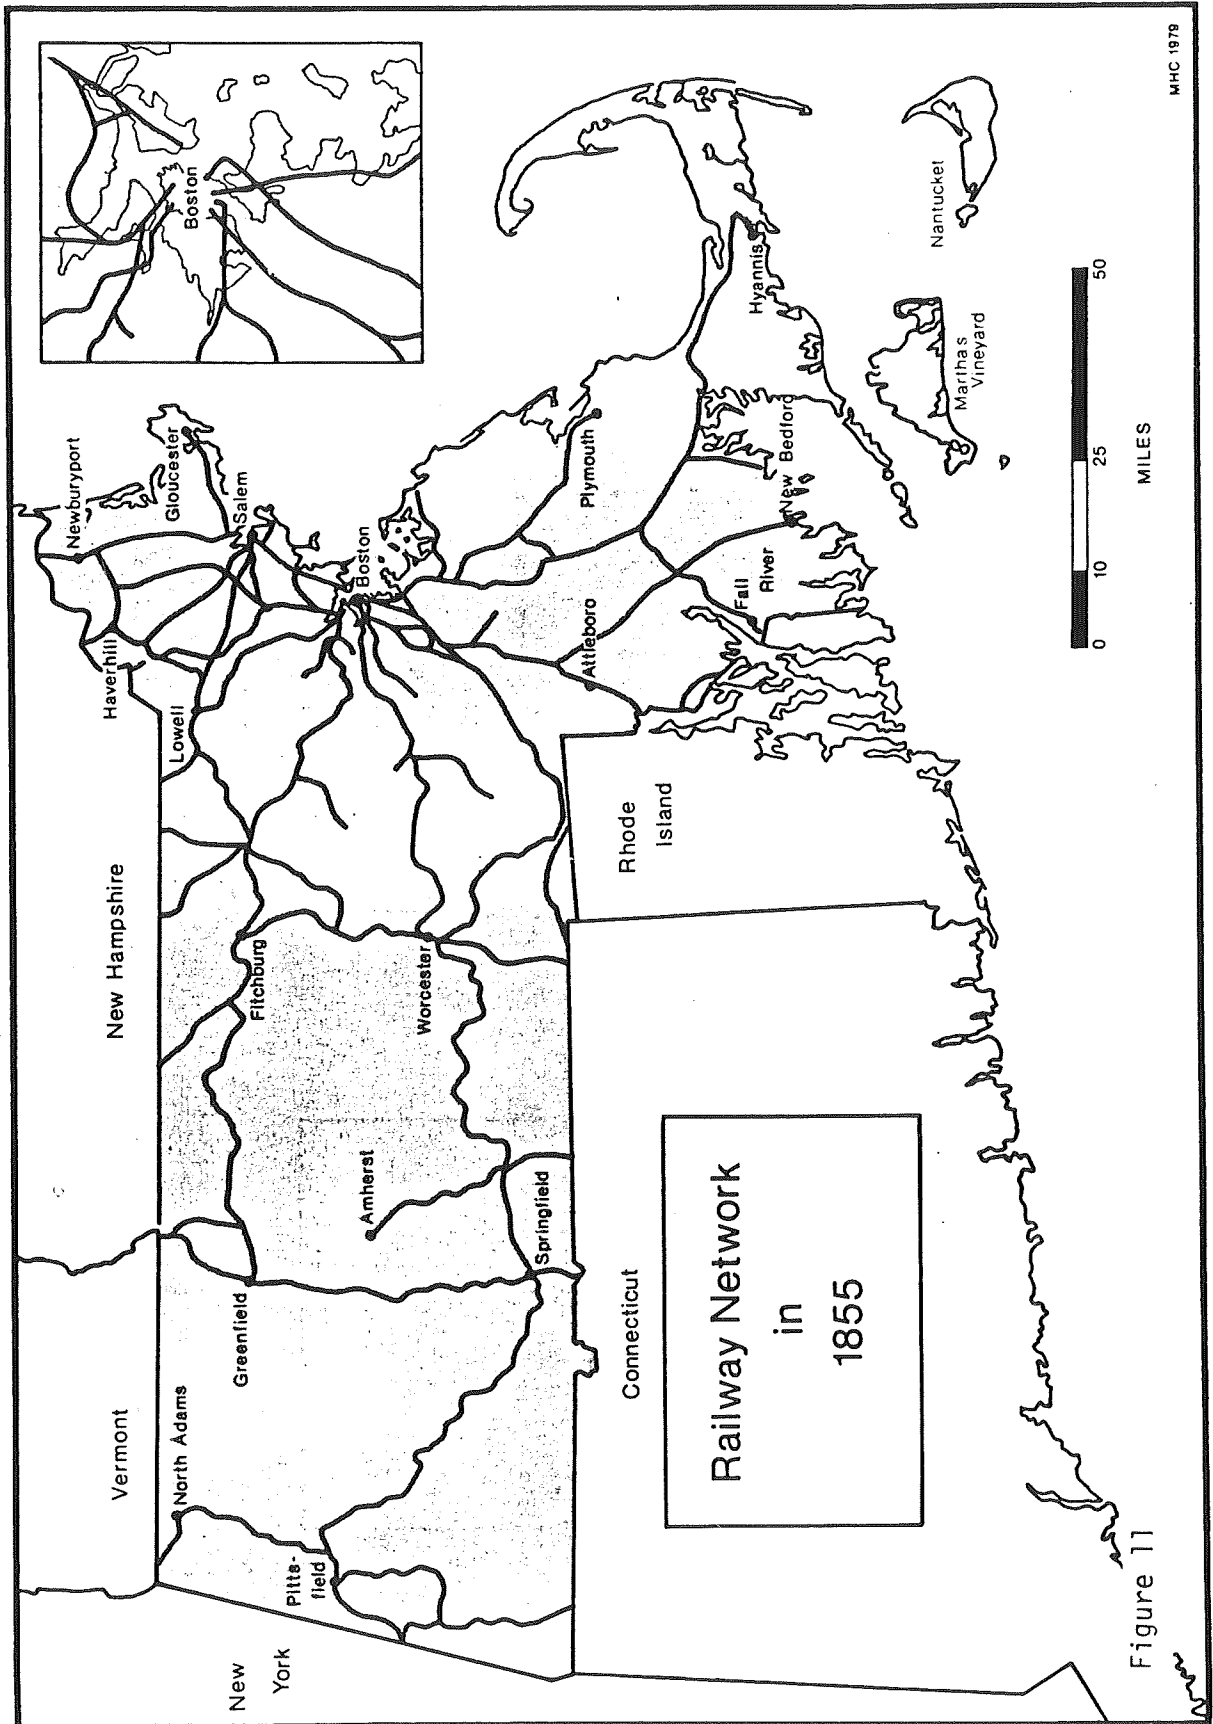 Boston
Newburyport
Gloucester
Haverhill
Salem
Lowell
Boston
New Hampshire
Fitchburg
Worcester
Vermont
North Adams
Greenfield
Amherst
Springfield
Pitts-
field
New
York
Plymouth
Attleboro
Fall
River
New Bedford
Hyannis
Nantucket
Marthas
Vineyard
Rhode
Island
Connecticut
Railway Network
in
1855
0 10 25 50
MILES
MHC 1979
Figure 11